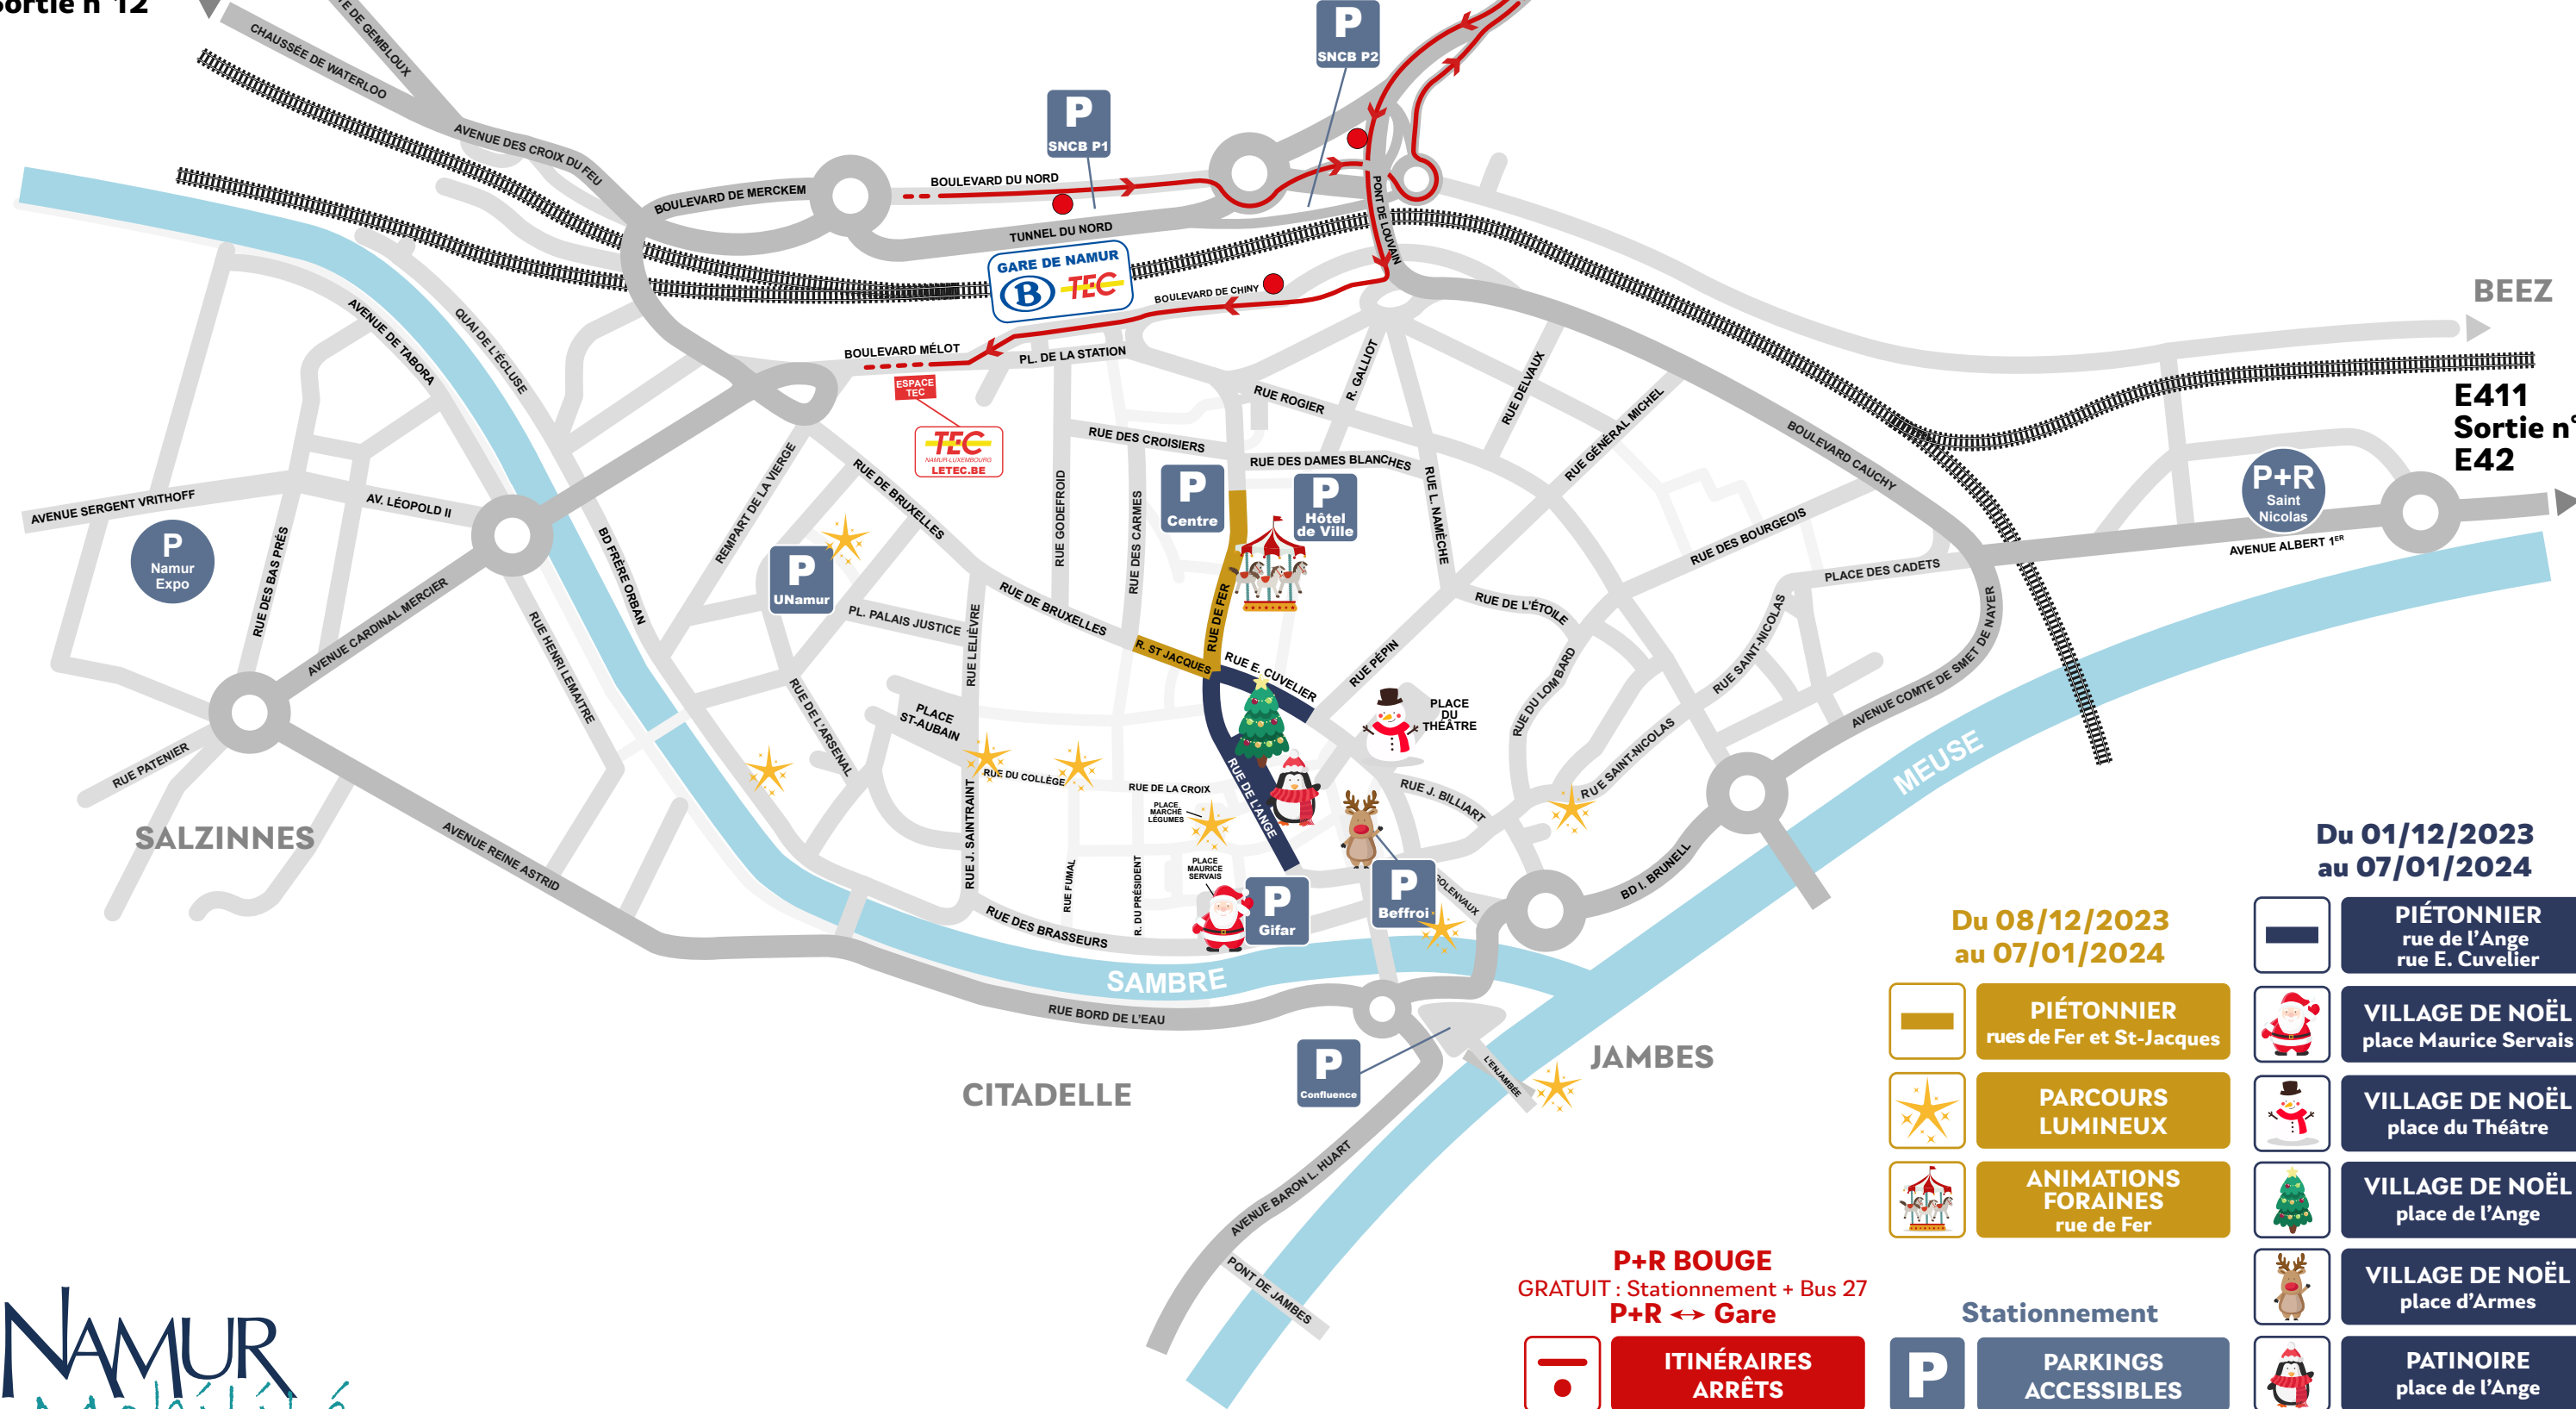 Sortie n°12
CHAUSSÉE DE WATERLOO
TE DE GEMBLOUX
AVENUE DES CROIX DU FEU
P
SNCB P2
P
SNCB P1
BOULEVARD DE MERCKEM
BOULEVARD DU NORD
TUNNEL DU NORD
PONT DE LOUVAIN
GARE DE NAMUR
B TEC
BOULEVARD DE CHINY
BOULEVARD MÉLOT
PL. DE LA STATION
ESPACE
TEC
TEC
NAMUR-LUXEMBOURG
LETEC.BE
BEEZ
E411
Sortie n°
E42
AVENUE DE TABORA
QUAI DE L'ÉCLUSE
RUE ROGIER
R. GALLIOT
RUE DELVAUX
RUE GÉNÉRAL MICHEL
BOULEVARD CAUCHY
RUE DES CROISIERS
RUE DES DAMES BLANCHES
RUE L. NAMÈCHE
P+R
Saint
Nicolas
AVENUE ALBERT 1ER
AVENUE SERGENT VRITHOFF
AV. LÉOPOLD II
P
Namur
Expo
RUE DES BAS PRÉS
AVENUE CARDINAL MERCIER
RUE HENRI LEMAITRE
BD FRÈRE ORBAN
REMPART DE LA VIERGE
RUE DE BRUXELLES
RUE GODEFROID
RUE DES CARMES
P
Centre
P
Hôtel
de Ville
P
UNamur
PL. PALAIS JUSTICE
RUE LELIÈVRE
RUE DE BRUXELLES
R. ST JACQUES
RUE DE FER
RUE E. CUVELIER
RUE PÉPIN
RUE DE L'ÉTOILE
RUE DES BOURGEOIS
PLACE DES CADETS
RUE DU LOMBARD
RUE SAINT-NICOLAS
AVENUE COMTE DE SMET DE NAYER
RUE DE L'ARSENAL
PLACE
ST-AUBAIN
PLACE
DU
THÉÂTRE
RUE DU COLLÈGE
RUE DE LA CROIX
PLACE
MARCHÉ
LÉGUMES
RUE DE L'ANGE
RUE J. BILLIART
RUE SAINT-NICOLAS
MEUSE
RUE PATENIER
SALZINNES
AVENUE REINE ASTRID
RUE J. SAINTRAINT
RUE FUMAL
R. DU PRÉSIDENT
PLACE
MAURICE
SERVAIS
P
Gifar
P
Beffroi
GOLENVAUX
BD I. BRUNELL
RUE DES BRASSEURS
SAMBRE
RUE BORD DE L'EAU
CITADELLE
P
Confluence
L'ENJAMBÉE
JAMBES
AVENUE BARON L. HUART
PONT DE JAMBES
Du 08/12/2023
au 07/01/2024
PIÉTONNIER
rues de Fer et St-Jacques
PARCOURS
LUMINEUX
ANIMATIONS
FORAINES
rue de Fer
Du 01/12/2023
au 07/01/2024
PIÉTONNIER
rue de l'Ange
rue E. Cuvelier
VILLAGE DE NOËL
place Maurice Servais
VILLAGE DE NOËL
place du Théâtre
VILLAGE DE NOËL
place de l'Ange
VILLAGE DE NOËL
place d'Armes
PATINOIRE
place de l'Ange
P+R BOUGE
GRATUIT : Stationnement + Bus 27
P+R ↔ Gare
ITINÉRAIRES
ARRÊTS
Stationnement
P
PARKINGS
ACCESSIBLES
NAMUR
Mobilité